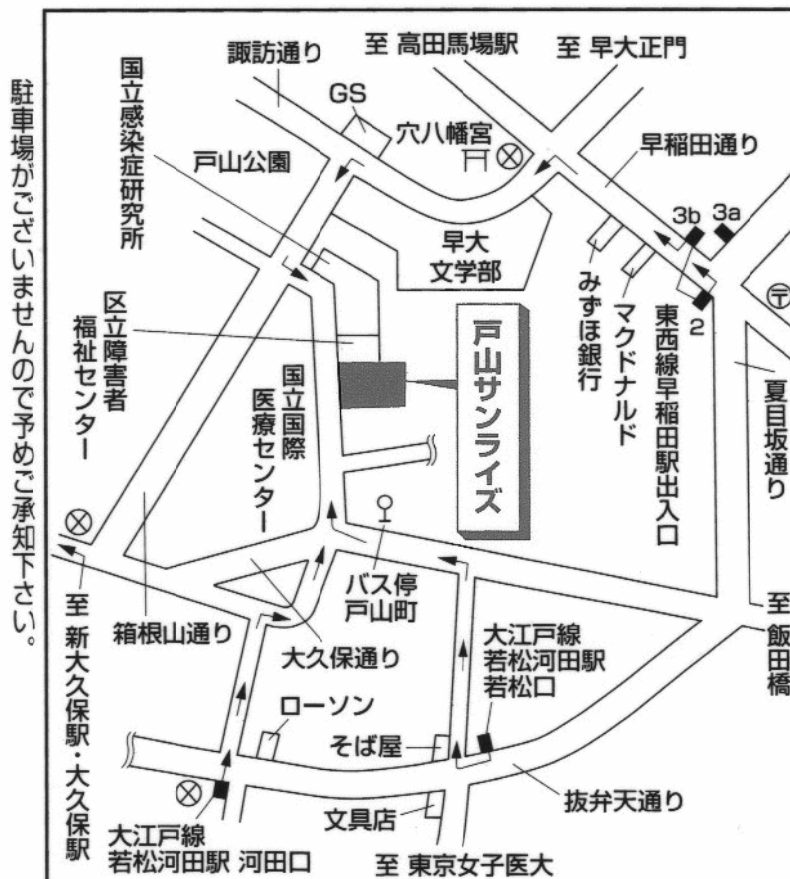 駐車場がございませんので予めご承知下さい。
諏訪通り
至 高田馬場駅
至 早大正門
GS
国立感染症研究所
戸山公園
穴八幡宮
早稲田通り
3b
3a
早大
文学部
2
みずほ銀行
マクドナルド
東西線早稲田駅出入口
夏目坂通り
区立障害者
福祉センター
戸山サンライズ
国立国際
医療センター
バス停
戸山町
至 新大久保駅・大久保駅
箱根山通り
大久保通り
大江戸線
若松河田駅
若松口
至 飯田橋
ローソン
そば屋
文具店
抜弁天通り
大江戸線
若松河田駅 河田口
至 東京女子医大